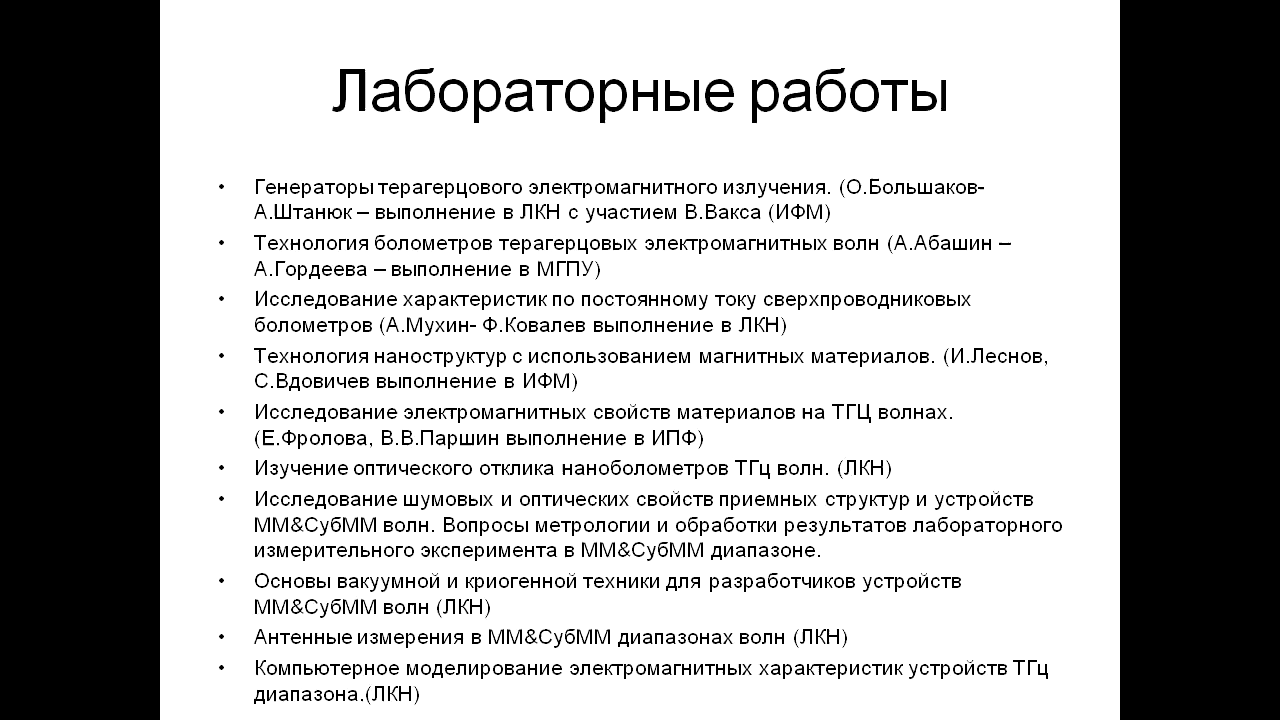 Лабораторные работы
• Генераторы терагерцового электромагнитного излучения. (О.Большаков-
А.Штанюк – выполнение в ЛКН с участием В.Вакса (ИФМ)
• Технология болометров терагерцовых электромагнитных волн (А.Абашин –
А.Гордеева – выполнение в МГПУ)
• Исследование характеристик по постоянному току сверхпроводниковых
болометров (А.Мухин- Ф.Ковалев выполнение в ЛКН)
• Технология наноструктур с использованием магнитных материалов. (И.Леснов,
С.Вдовичев выполнение в ИФМ)
• Исследование электромагнитных свойств материалов на ТГЦ волнах.
(Е.Фролова, В.В.Паршин выполнение в ИПФ)
• Изучение оптического отклика наноболометров ТГц волн. (ЛКН)
• Исследование шумовых и оптических свойств приемных структур и устройств
ММ&СубММ волн. Вопросы метрологии и обработки результатов лабораторного
измерительного эксперимента в ММ&СубММ диапазоне.
• Основы вакуумной и криогенной техники для разработчиков устройств
ММ&СубММ волн (ЛКН)
• Антенные измерения в ММ&СубММ диапазонах волн (ЛКН)
• Компьютерное моделирование электромагнитных характеристик устройств ТГц
диапазона.(ЛКН)